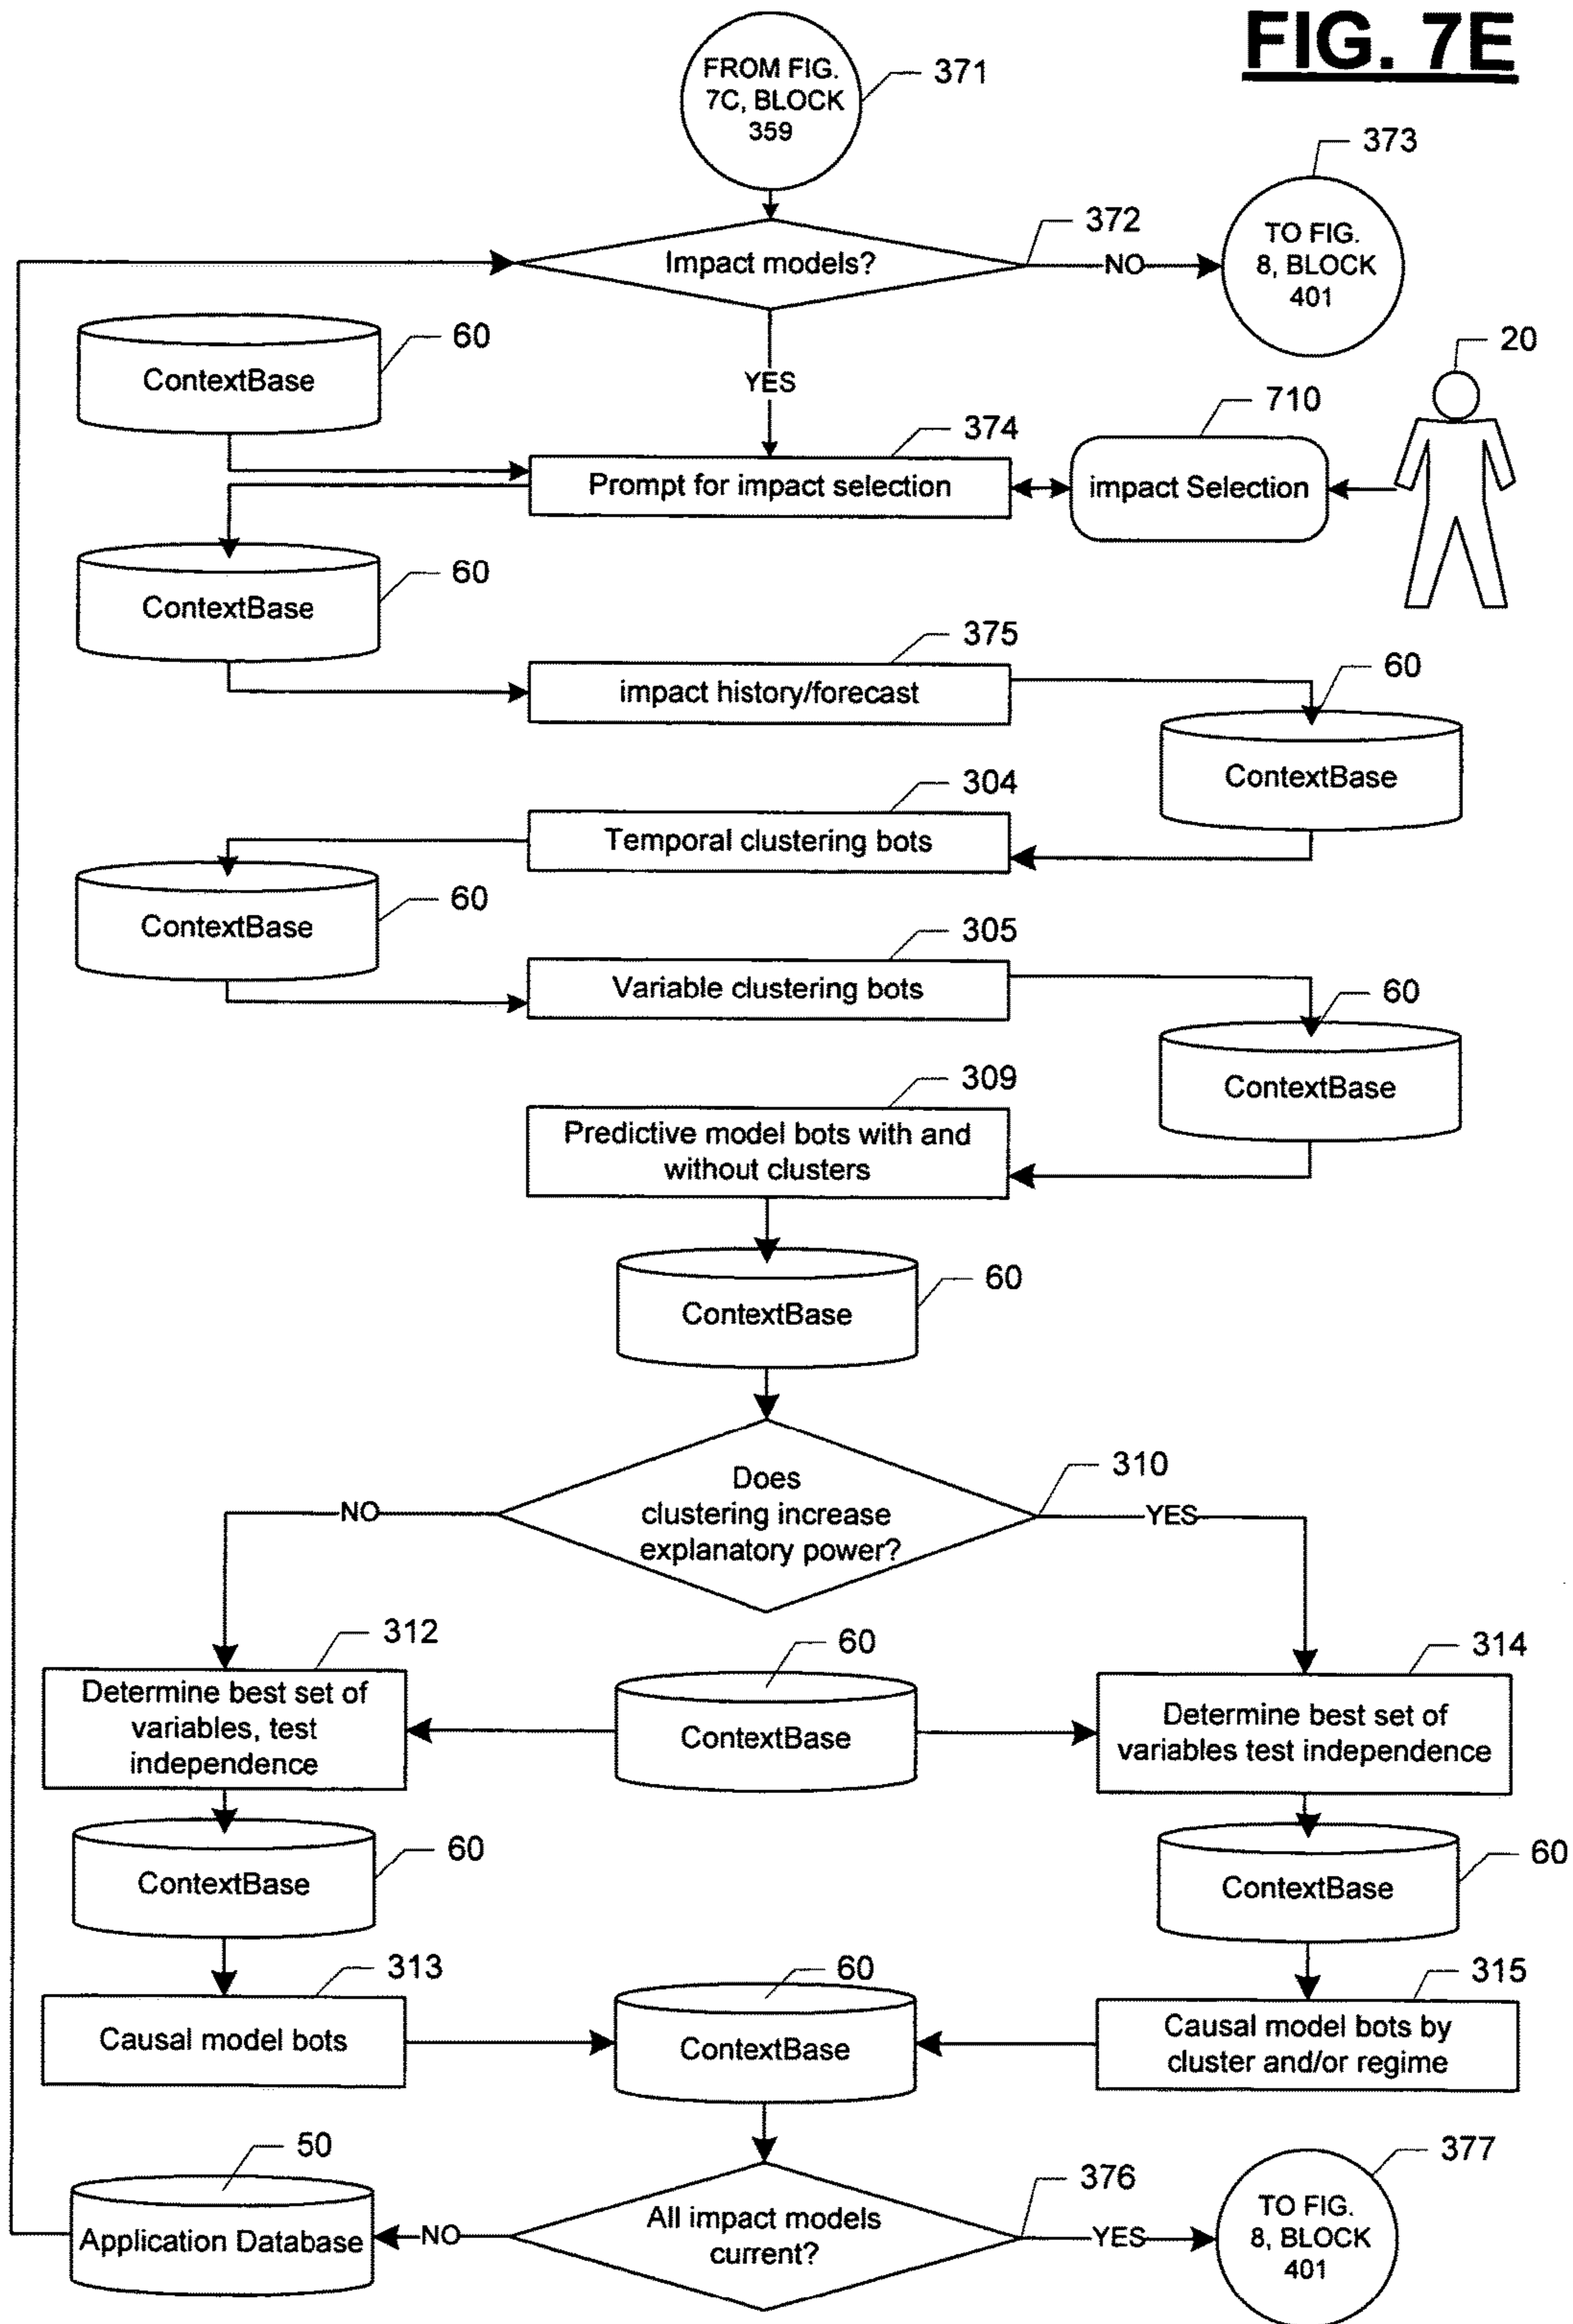 FIG. 7E
FROM FIG.
7C, BLOCK
359
371
373
372
Impact models?
NO
TO FIG.
8, BLOCK
401
60
ContextBase
YES
20
710
374
Prompt for impact selection
impact Selection
60
ContextBase
375
impact history/forecast
60
ContextBase
304
Temporal clustering bots
60
ContextBase
305
Variable clustering bots
60
ContextBase
309
Predictive model bots with and
without clusters
60
ContextBase
310
Does
clustering increase
explanatory power?
NO
YES
312
Determine best set of
variables, test
independence
60
ContextBase
314
Determine best set of
variables test independence
60
ContextBase
60
ContextBase
313
Causal model bots
60
ContextBase
315
Causal model bots by
cluster and/or regime
50
Application Database
NO
376
All impact models
current?
YES
377
TO FIG.
8, BLOCK
401